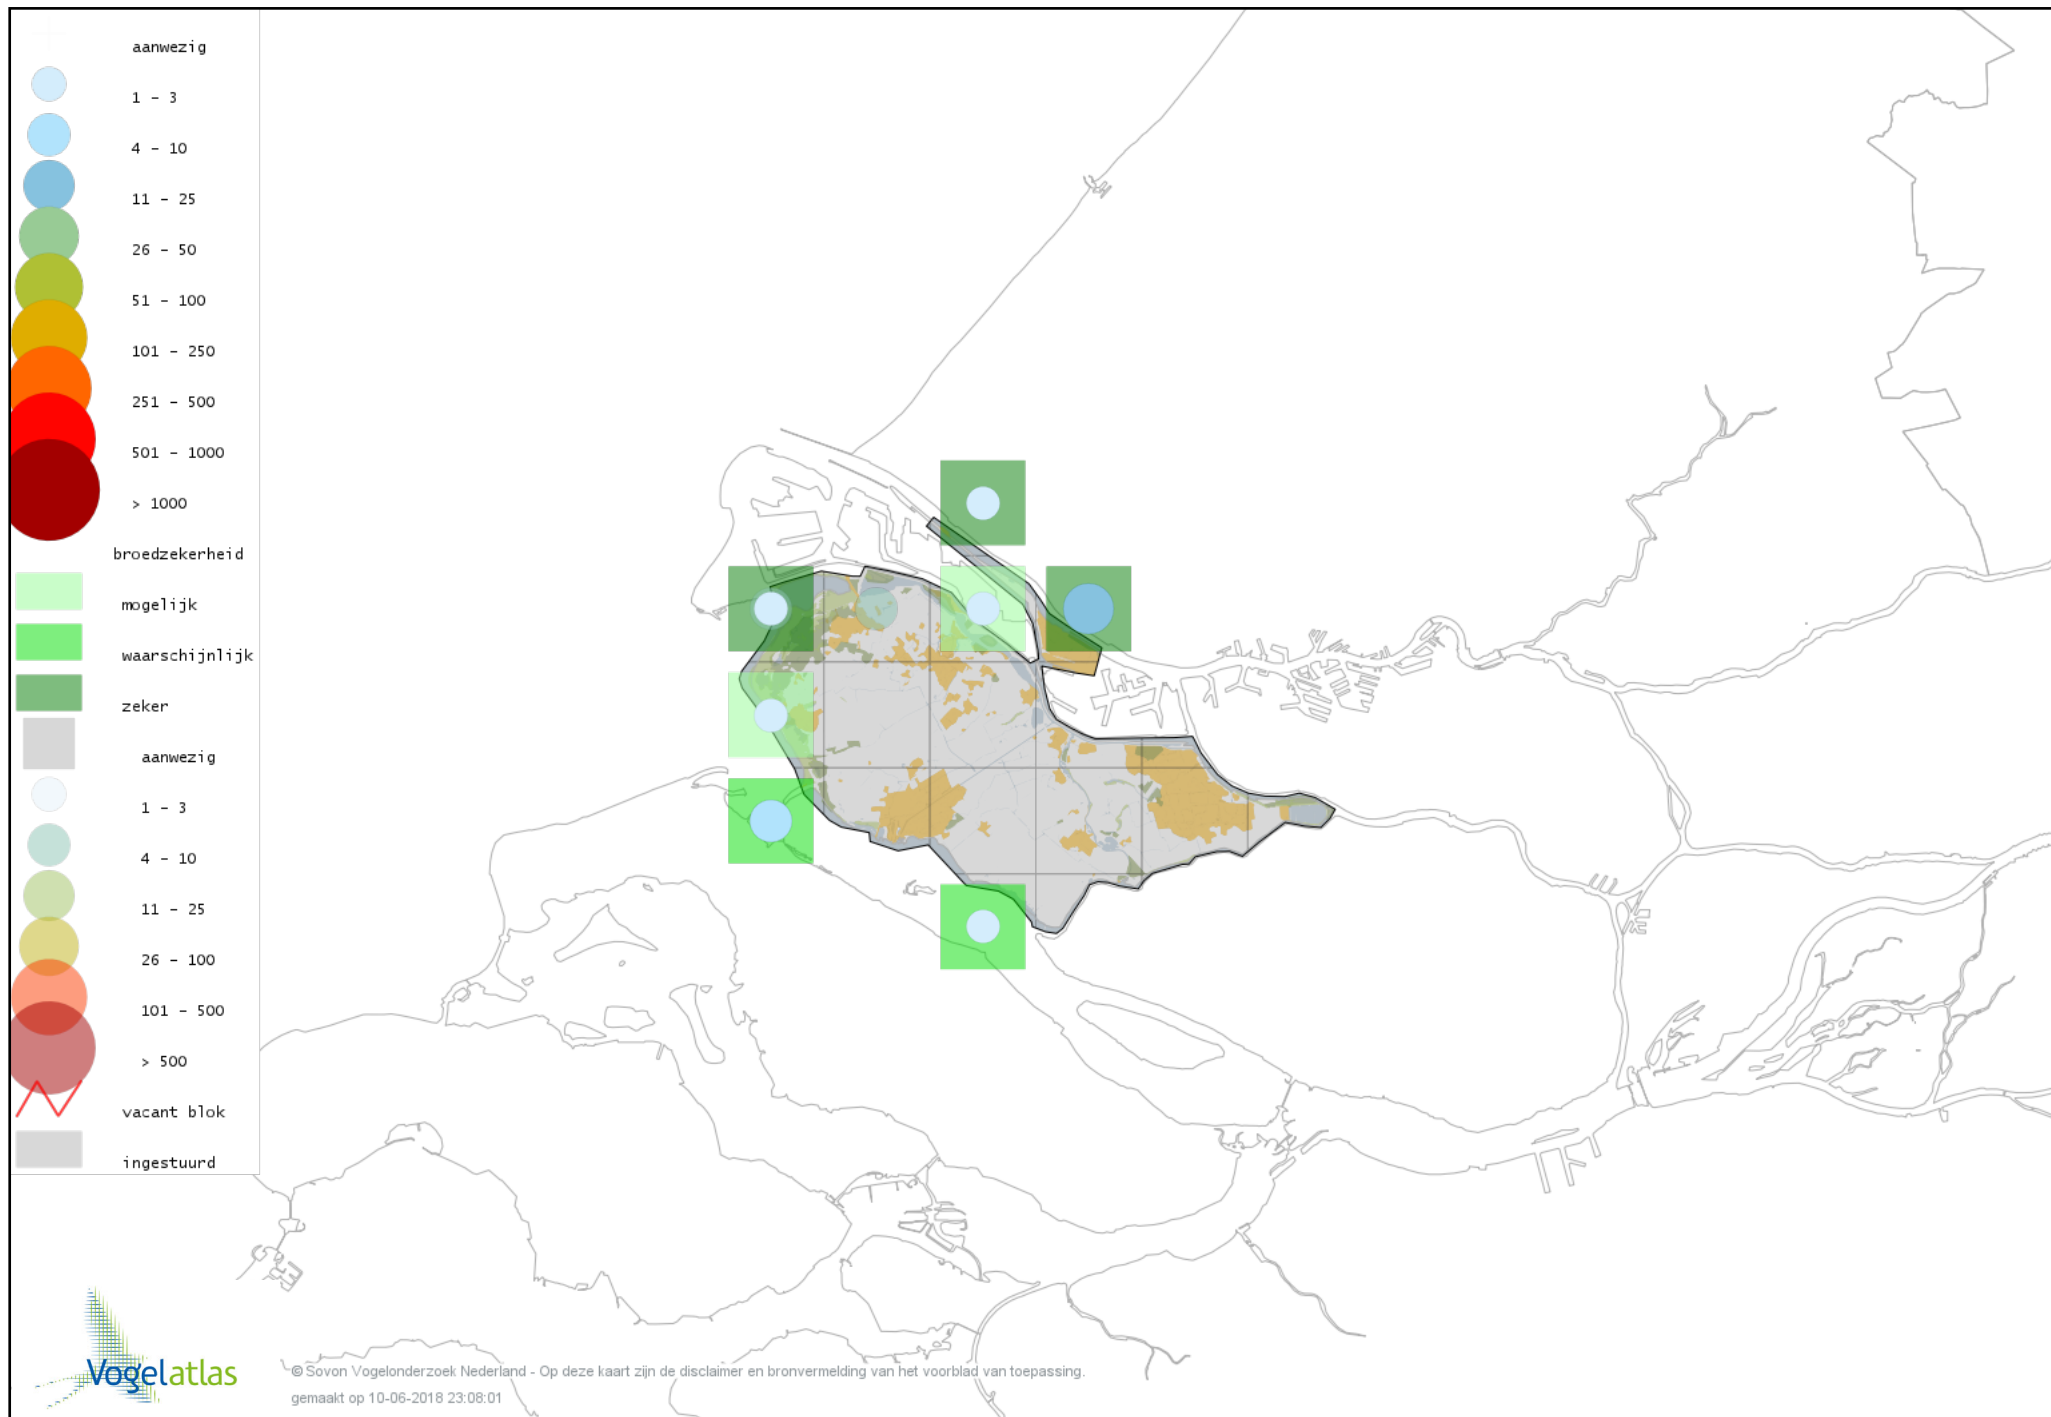 aanwezig
1 - 3
4 - 10
11 - 25
26 - 50
51 - 100
101 - 250
251 - 500
501 - 1000
> 1000
broedzekerheid
mogelijk
waarschijnlijk
zeker
aanwezig
1 - 3
4 - 10
11 - 25
26 - 100
101 - 500
> 500
vacant blok
ingestuurd
Vogelatlas
© Sovon Vogelonderzoek Nederland - Op deze kaart zijn de disclaimer en bronvermelding van het voorblad van toepassing.
gemaakt op 10-06-2018 23:08:01